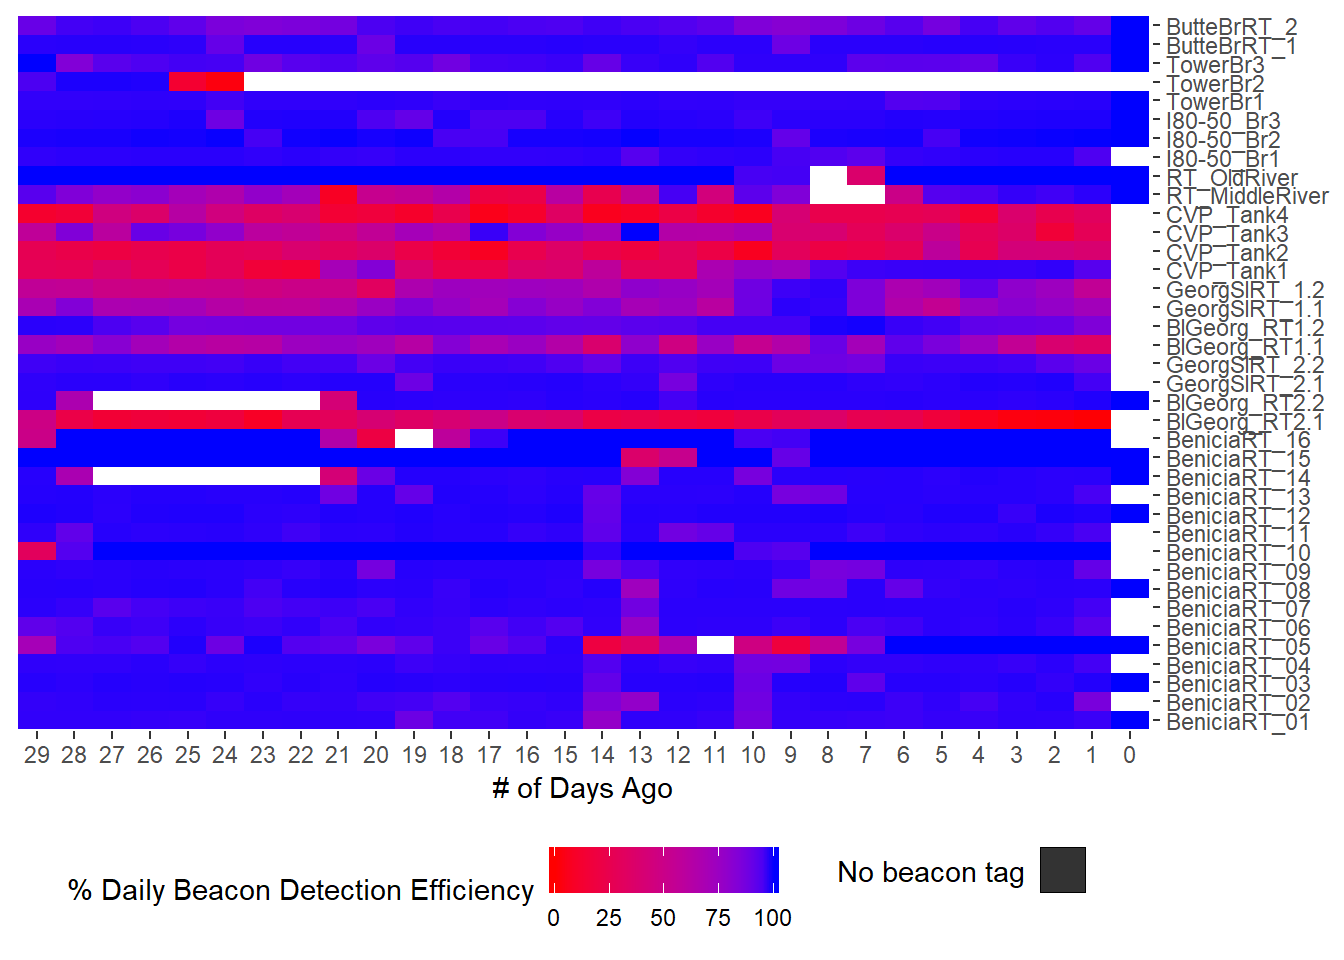 ButteBrRT_2
ButteBrRT_1
TowerBr3
TowerBr2
TowerBr1
I80-50_Br3
I80-50_Br2
I80-50_Br1
RT_OldRiver
RT_MiddleRiver
CVP_Tank4
CVP_Tank3
CVP_Tank2
CVP_Tank1
GeorgSlRT_1.2
GeorgSlRT_1.1
BlGeorg_RT1.2
BlGeorg_RT1.1
GeorgSlRT_2.2
GeorgSlRT_2.1
BlGeorg_RT2.2
BlGeorg_RT2.1
BeniciaRT_16
BeniciaRT_15
BeniciaRT_14
BeniciaRT_13
BeniciaRT_12
BeniciaRT_11
BeniciaRT_10
BeniciaRT_09
BeniciaRT_08
BeniciaRT_07
BeniciaRT_06
BeniciaRT_05
BeniciaRT_04
BeniciaRT_03
BeniciaRT_02
BeniciaRT_01
29 28 27 26 25 24 23 22 21 20 19 18 17 16 15 14 13 12 11 10 9 8 7 6 5 4 3 2 1 0
# of Days Ago
% Daily Beacon Detection Efficiency
0 25 50 75 100
No beacon tag